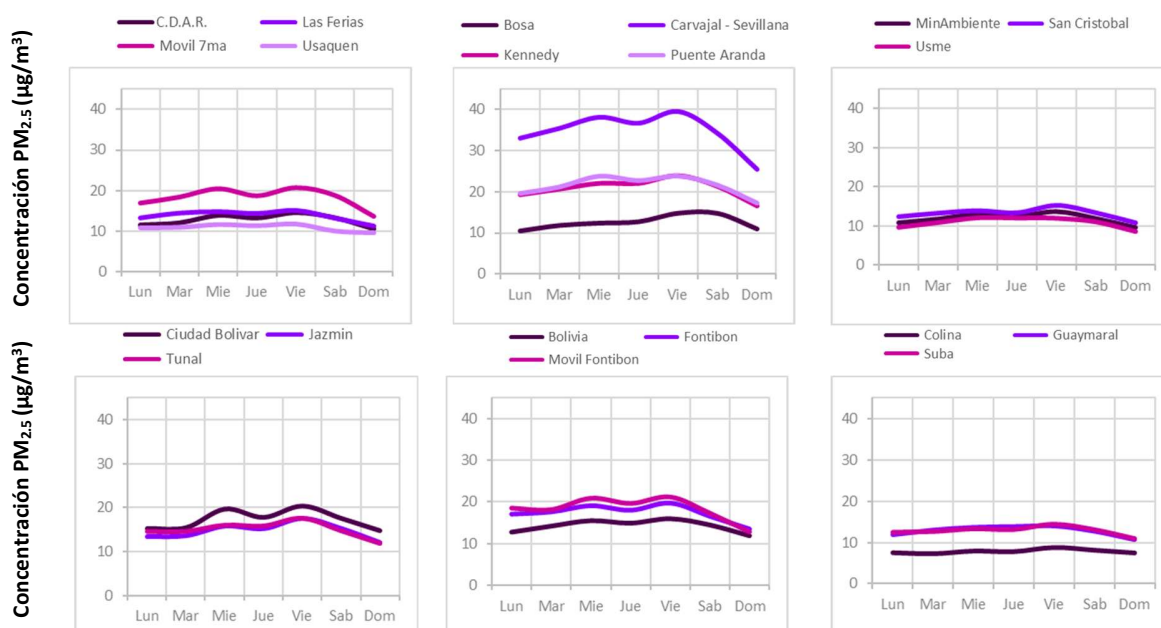 Concentración PM2.5 (µg/m³)
C.D.A.R. Las Ferias
Movil 7ma Usaquen
40
30
20
10
0
Lun Mar Mie Jue Vie Sab Dom
Bosa Carvajal - Sevillana
Kennedy Puente Aranda
40
30
20
10
0
Lun Mar Mie Jue Vie Sab Dom
MinAmbiente San Cristobal
Usme
40
30
20
10
0
Lun Mar Mie Jue Vie Sab Dom
Concentración PM2.5 (µg/m³)
Ciudad Bolivar Jazmin
Tunal
40
30
20
10
0
Lun Mar Mie Jue Vie Sab Dom
Bolivia Fontibon
Movil Fontibon
40
30
20
10
0
Lun Mar Mie Jue Vie Sab Dom
Colina Guaymaral
Suba
40
30
20
10
0
Lun Mar Mie Jue Vie Sab Dom